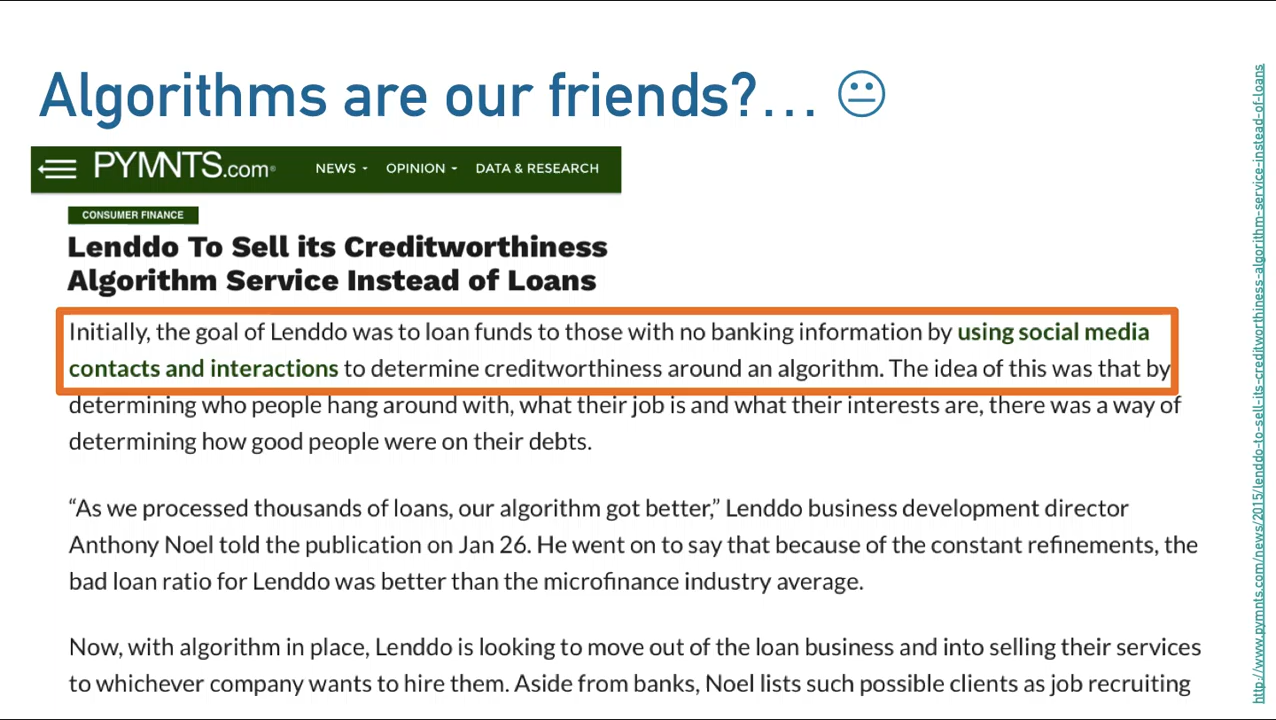 Algorithms are our friends?...
PYMNTS.com® NEWS OPINION DATA & RESEARCH
CONSUMER FINANCE
Lenddo To Sell its Creditworthiness
Algorithm Service Instead of Loans
Initially, the goal of Lenddo was to loan funds to those with no banking information by using social media
contacts and interactions to determine creditworthiness around an algorithm. The idea of this was that by
determining who people hang around with, what their job is and what their interests are, there was a way of
determining how good people were on their debts.
“As we processed thousands of loans, our algorithm got better,” Lenddo business development director
Anthony Noel told the publication on Jan 26. He went on to say that because of the constant refinements, the
bad loan ratio for Lenddo was better than the microfinance industry average.
Now, with algorithm in place, Lenddo is looking to move out of the loan business and into selling their services
to whichever company wants to hire them. Aside from banks, Noel lists such possible clients as job recruiting
http://www.pymnts.com/news/2015/lenddo-to-sell-its-creditworthiness-algorithm-service-instead-of-loans